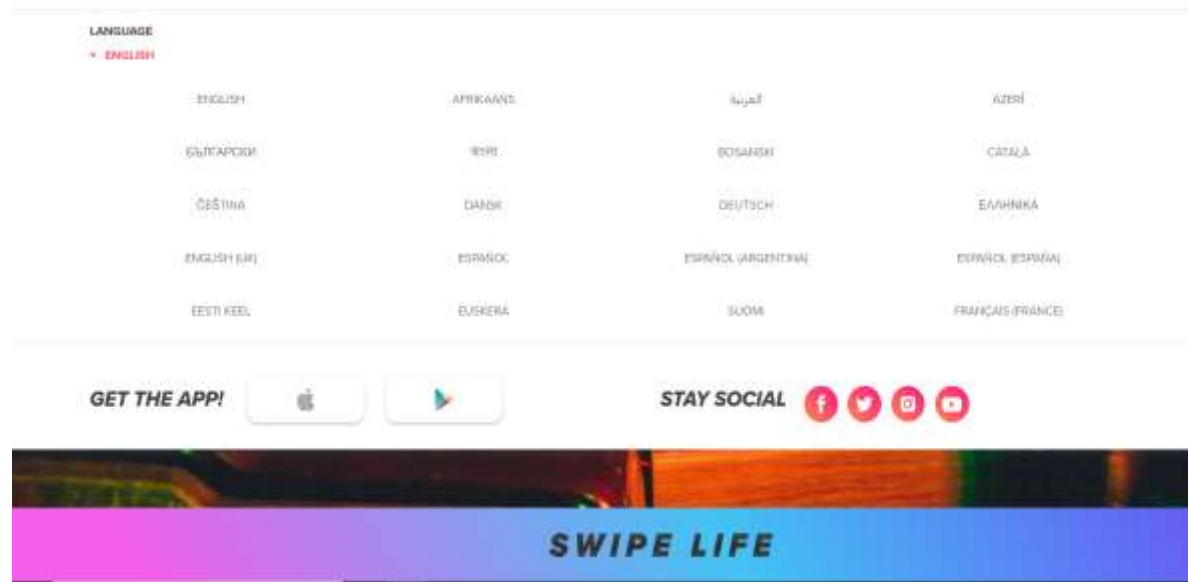 LANGUAGE
ENGLISH
ENGLISH AFRIKAANS العربية AZERÍ
БЪЛГАРСКИ বাংলা BOSANSKI CATALÀ
ČEŠTINA DANSK DEUTSCH ΕΛΛΗΝΙΚΆ
ENGLISH (UK) ESPAÑOL ESPAÑOL (ARGENTINA) ESPAÑOL (ESPAÑA)
EESTI KEEL EUSKERA SUOMI FRANÇAIS (FRANCE)
GET THE APP! STAY SOCIAL
SWIPE LIFE